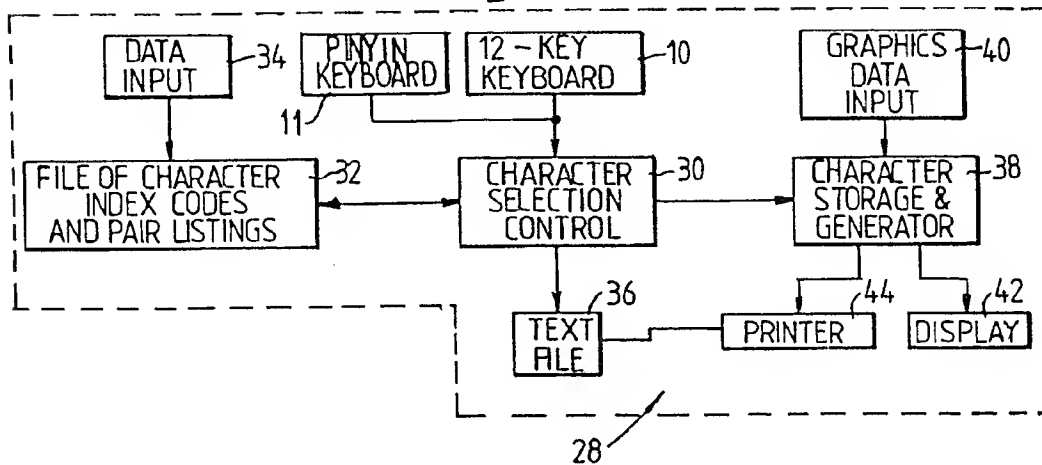 DATA
INPUT
34
PINYIN
KEYBOARD
11
12-KEY
KEYBOARD
10
GRAPHICS
DATA
INPUT
40
FILE OF CHARACTER
INDEX CODES
AND PAIR LISTINGS
32
CHARACTER
SELECTION
CONTROL
30
CHARACTER
STORAGE &
GENERATOR
38
TEXT
FILE
36
PRINTER
44
DISPLAY
42
28